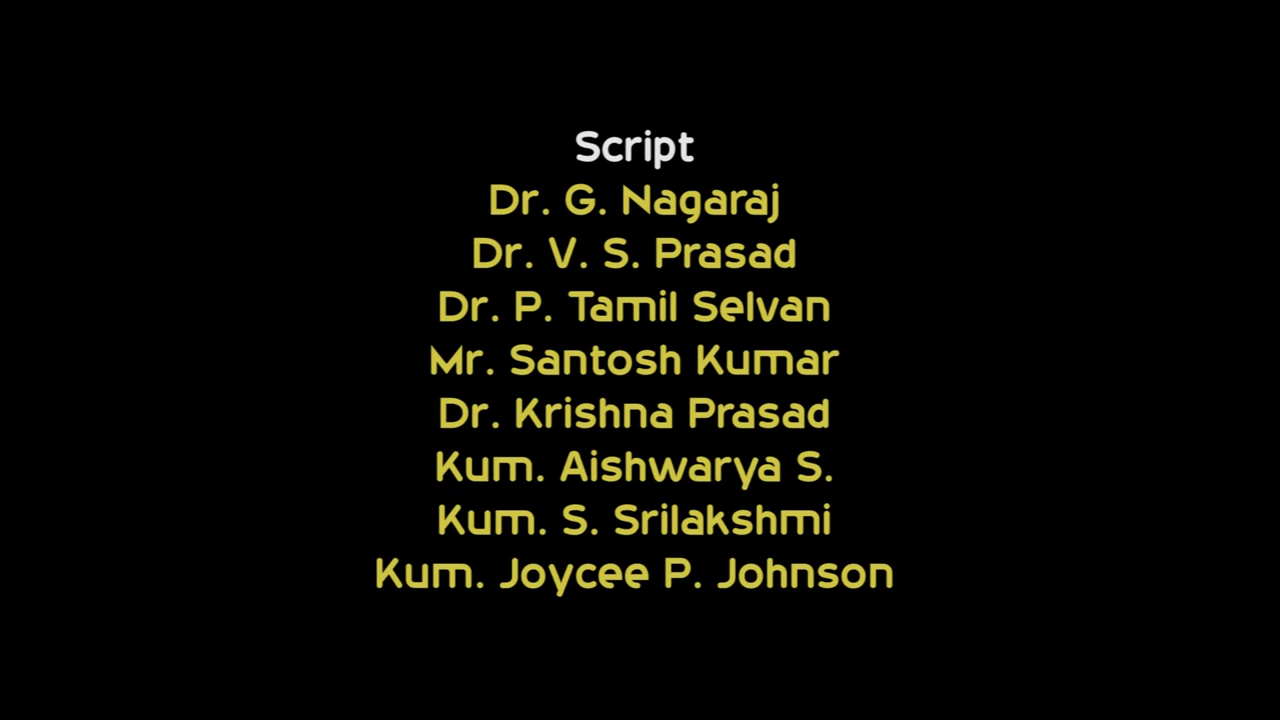 Script
Dr. G. Nagaraj
Dr. V. S. Prasad
Dr. P. Tamil Selvan
Mr. Santosh Kumar
Dr. Krishna Prasad
Kum. Aishwarya S.
Kum. S. Srilakshmi
Kum. Joycee P. Johnson